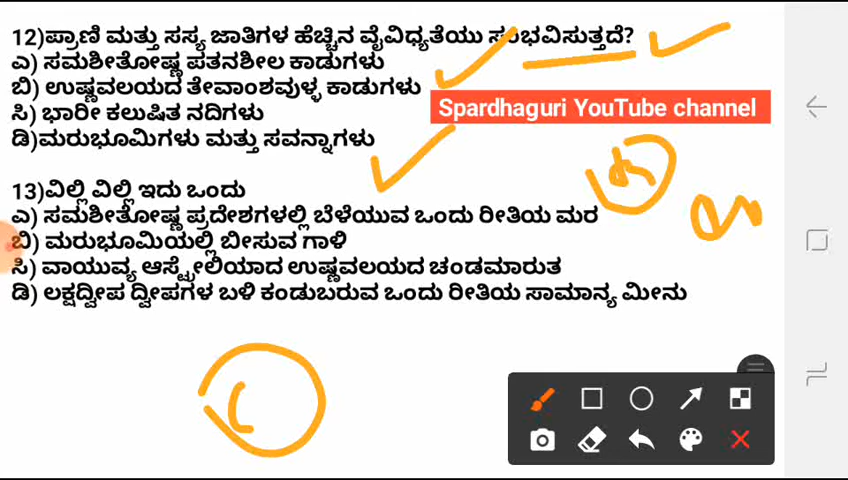 12)ಪ್ರಾಣಿ ಮತ್ತು ಸಸ್ಯ ಜಾತಿಗಳ ಹೆಚ್ಚಿನ ವೈವಿಧ್ಯತೆಯು ಸಂಭವಿಸುತ್ತದೆ?
ಎ) ಸಮಶೀತೋಷ್ಣ ಪತನಶೀಲ ಕಾಡುಗಳು
ಬಿ) ಉಷ್ಣವಲಯದ ತೇವಾಂಶವುಳ್ಳ ಕಾಡುಗಳು
ಸಿ) ಭಾರೀ ಕಲುಷಿತ ನದಿಗಳು
Spardhaguri YouTube channel
ಡಿ)ಮರುಭೂಮಿಗಳು ಮತ್ತು ಸವನ್ನಾಗಳು
13)ವಿಲ್ಲಿ ವಿಲ್ಲಿ ಇದು ಒಂದು
ಎ) ಸಮಶೀತೋಷ್ಣ ಪ್ರದೇಶಗಳಲ್ಲಿ ಬೆಳೆಯುವ ಒಂದು ರೀತಿಯ ಮರ
ಬಿ) ಮರುಭೂಮಿಯಲ್ಲಿ ಬೀಸುವ ಗಾಳಿ
ಸಿ) ವಾಯುವ್ಯ ಆಸ್ಟ್ರೇಲಿಯಾದ ಉಷ್ಣವಲಯದ ಚಂಡಮಾರುತ
ಡಿ) ಲಕ್ಷದ್ವೀಪ ದ್ವೀಪಗಳ ಬಳಿ ಕಂಡುಬರುವ ಒಂದು ರೀತಿಯ ಸಾಮಾನ್ಯ ಮೀನು